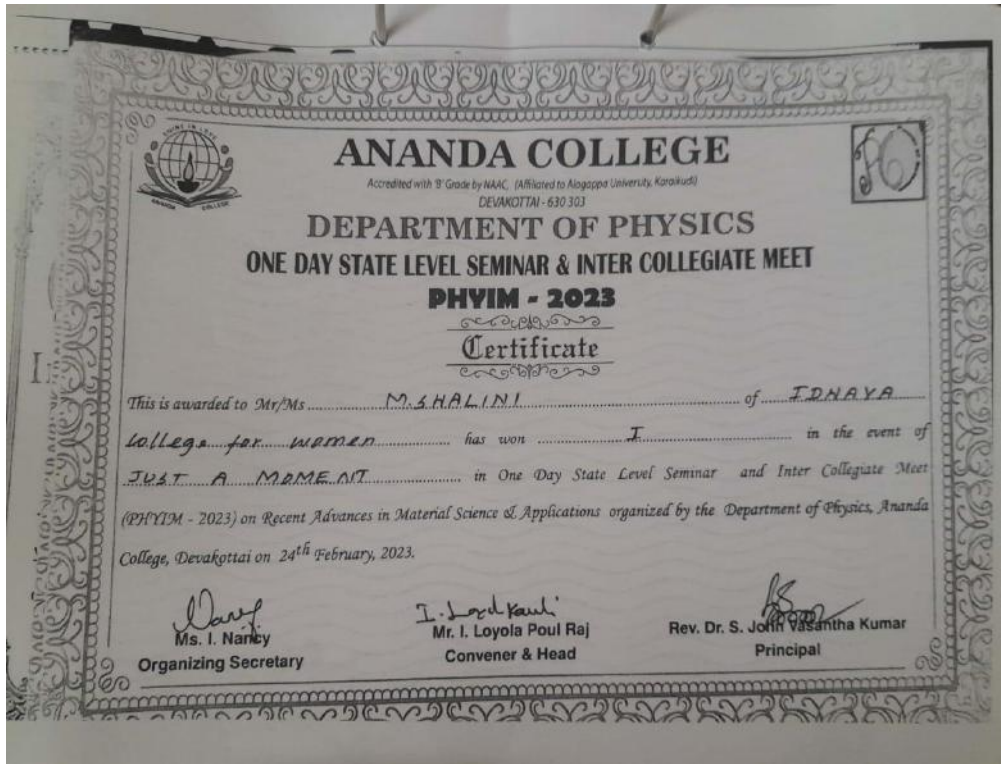 SHINE IN LOVE
ANANDA COLLEGE
ANANDA COLLEGE
Accredited with 'B' Grade by NAAC, (Affiliated to Alagappa University, Karaikudi)
DEVAKOTTAI - 630 303
DEPARTMENT OF PHYSICS
ONE DAY STATE LEVEL SEMINAR & INTER COLLEGIATE MEET
PHYIM - 2023
Certificate
This is awarded to Mr/Ms M.SHALINI of IDHAYA
College for women has won I in the event of
JUST A MOMENT in One Day State Level Seminar and Inter Collegiate Meet
(PHYIM - 2023) on Recent Advances in Material Science & Applications organized by the Department of Physics, Ananda
College, Devakottai on 24th February, 2023.
Ms. I. Nancy Mr. I. Loyola Poul Raj Rev. Dr. S. John Vasantha Kumar
Organizing Secretary Convener & Head Principal